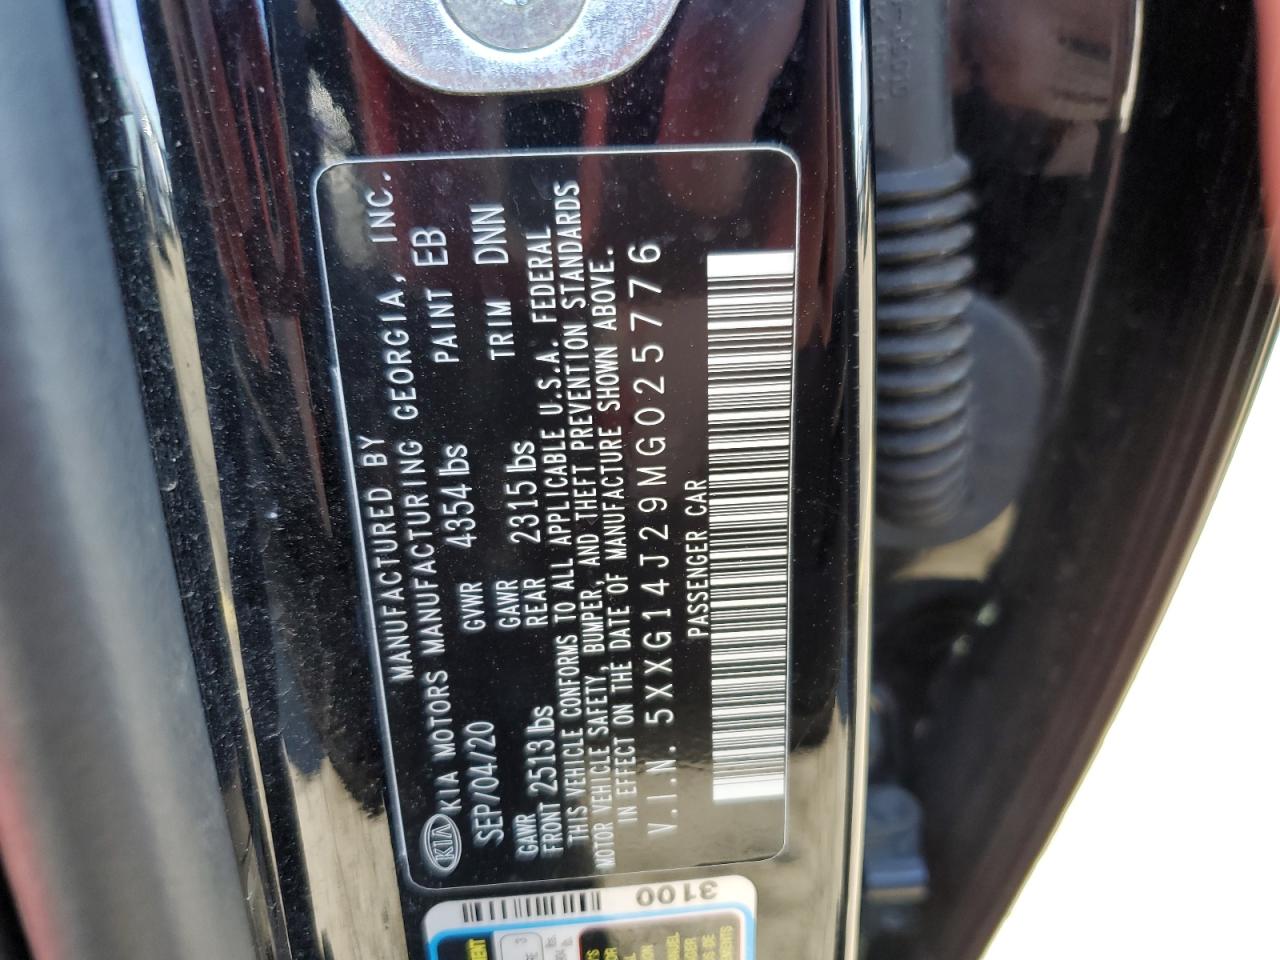 MANUFACTURED BY
KIA KIA MOTORS MANUFACTURING GEORGIA, INC.
SEP/04/20 GVWR 4354 lbs PAINT EB
GAWR FRONT 2513 lbs GAWR REAR 2315 lbs TRIM DNN
THIS VEHICLE CONFORMS TO ALL APPLICABLE U.S.A. FEDERAL
MOTOR VEHICLE SAFETY, BUMPER, AND THEFT PREVENTION STANDARDS
IN EFFECT ON THE DATE OF MANUFACTURE SHOWN ABOVE.
V.I.N. 5XXG14J29MG025776
PASSENGER CAR
3100